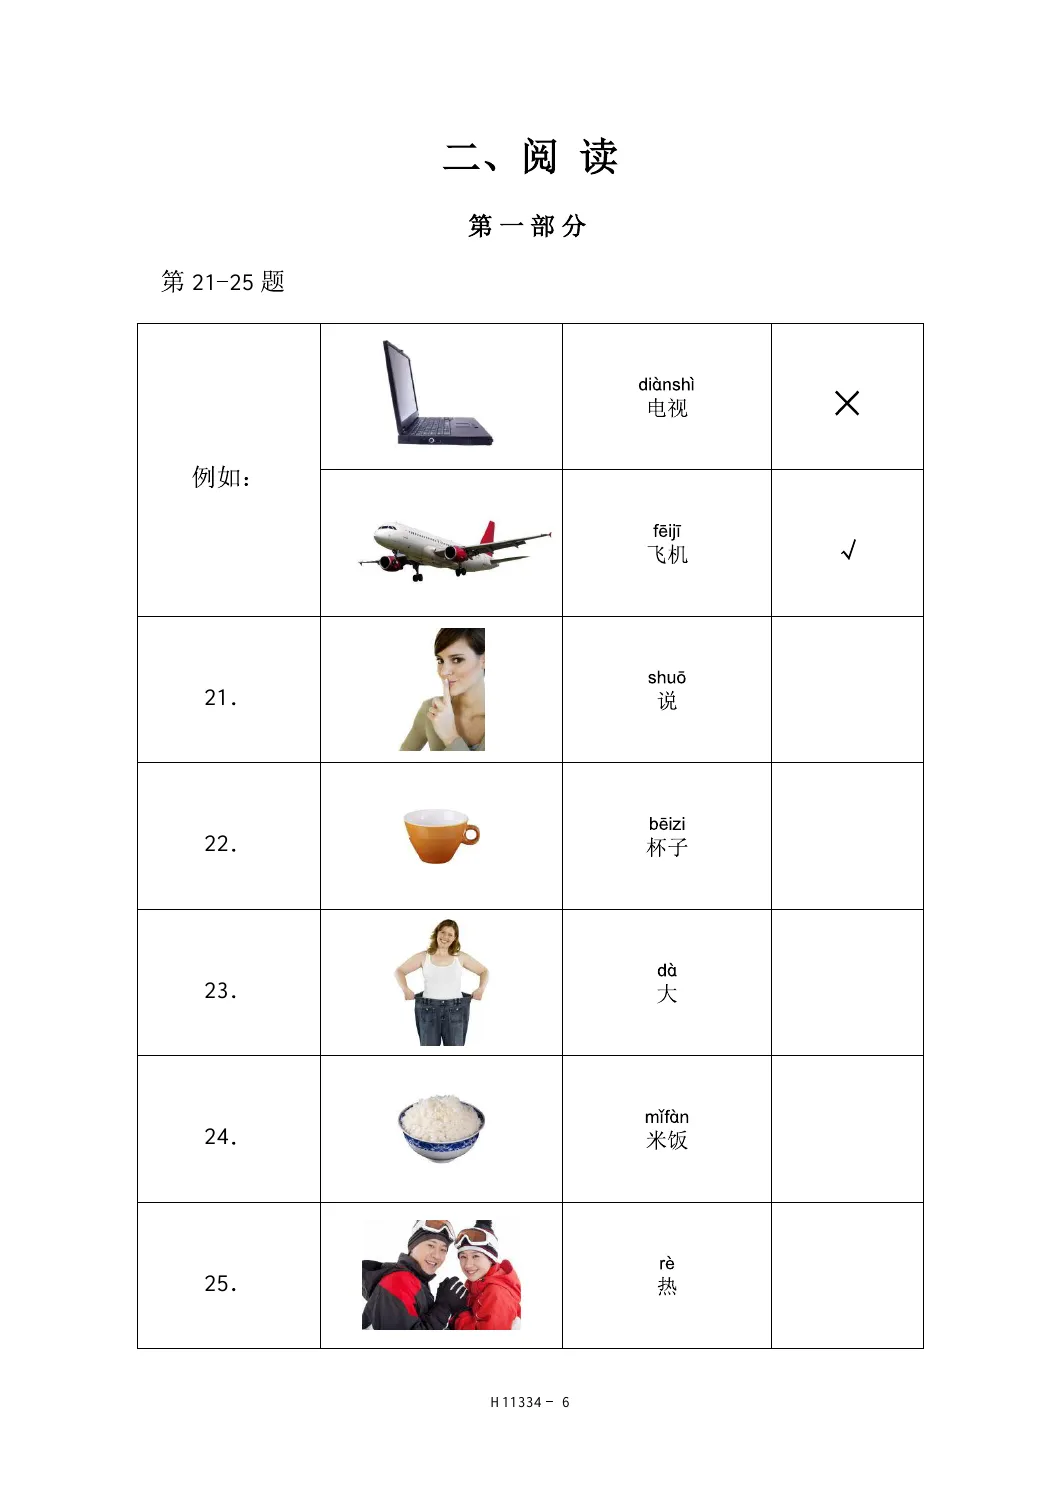 二、阅 读
第一部分
第 21-25 题
例如：
diànshì
电视
×
fēijī
飞机
√
21.
shuō
说
22.
bēizi
杯子
23.
dà
大
24.
mǐfàn
米饭
25.
rè
热
H11334 - 6